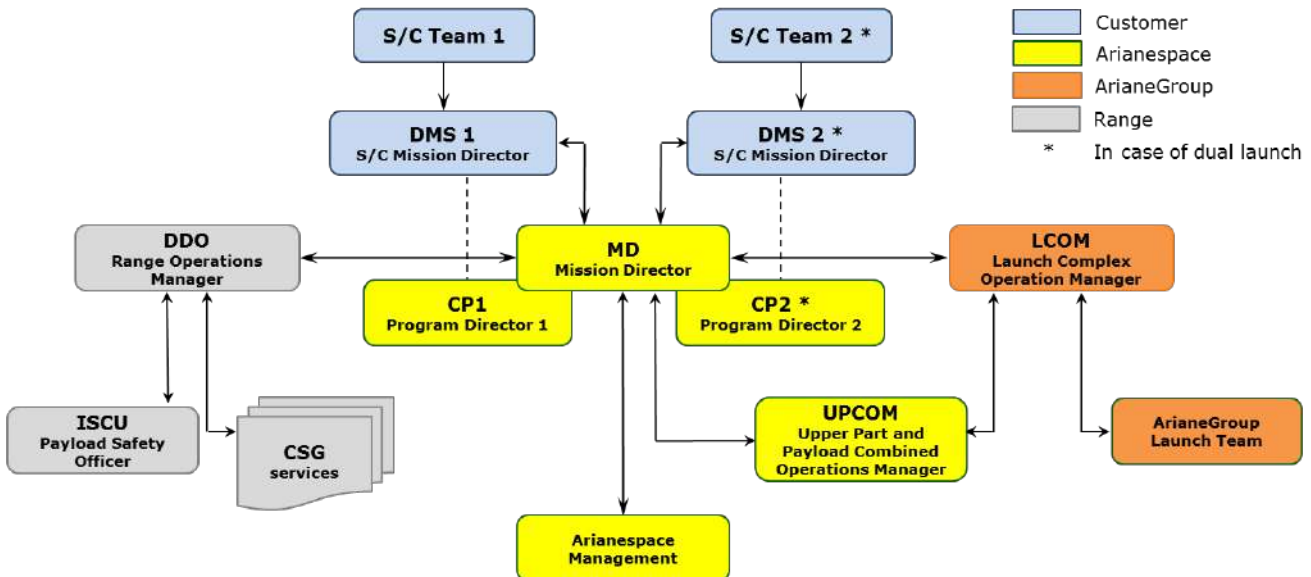 S/C Team 1
S/C Team 2 *
Customer
Arianespace
ArianeGroup
Range
* In case of dual launch
DMS 1
S/C Mission Director
DMS 2 *
S/C Mission Director
DDO
Range Operations
Manager
MD
Mission Director
LCOM
Launch Complex
Operation Manager
CP1
Program Director 1
CP2 *
Program Director 2
ISCU
Payload Safety
Officer
CSG
services
UPCOM
Upper Part and
Payload Combined
Operations Manager
ArianeGroup
Launch Team
Arianespace
Management